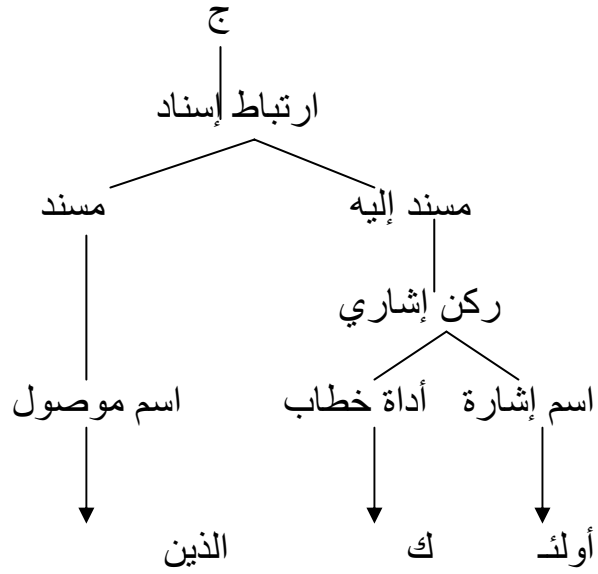 ج
ارتباط إسناد
مسند إليه مسند
ركن إشاري
اسم إشارة أداة خطاب اسم موصول
أولئـ ك الذين